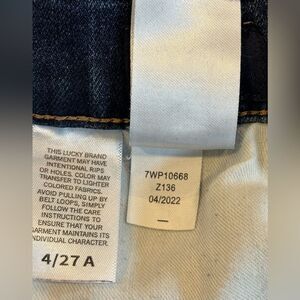 THIS LUCKY BRAND
GARMENT MAY HAVE
INTENTIONAL RIPS
OR HOLES. COLOR MAY
TRANSFER TO LIGHTER
COLORED FABRICS.
AVOID PULLING UP BY
BELT LOOPS, SIMPLY
FOLLOW THE CARE
INSTRUCTIONS TO
ENSURE THAT YOUR
GARMENT MAINTAINS ITS
INDIVIDUAL CHARACTER.
4/27 A
7WP10668
Z136
04/2022